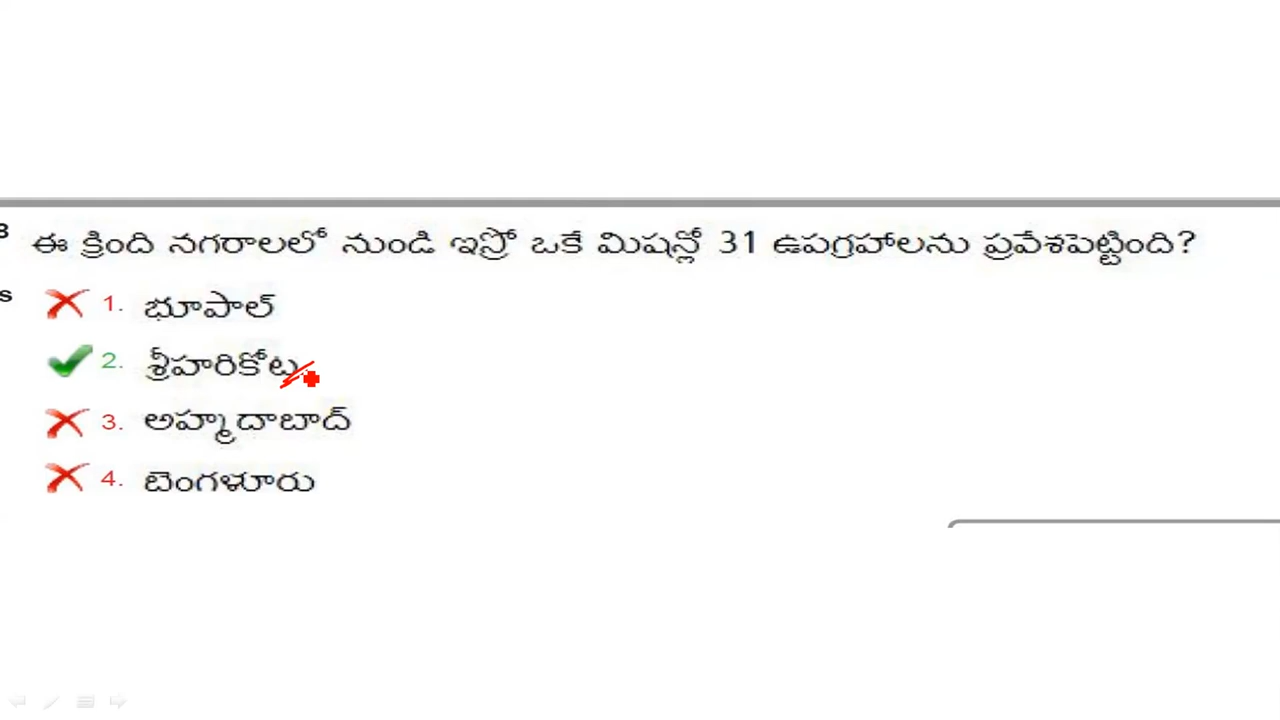 ఈ క్రింది నగరాలలో నుండి ఇస్రో ఒకే మిషన్లో 31 ఉపగ్రహాలను ప్రవేశపెట్టింది?
1. భూపాల్
2. శ్రీహరికోట
3. అహ్మదాబాద్
4. బెంగళూరు